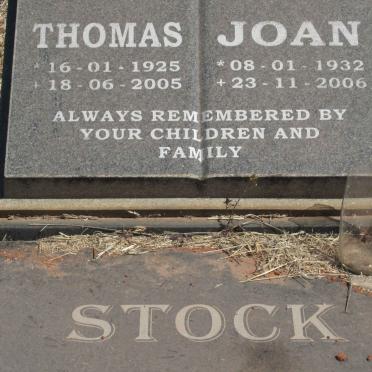 THOMAS JOAN
* 16-01-1925 * 08-01-1932
+ 18-06-2005 + 23-11-2006
ALWAYS REMEMBERED BY
YOUR CHILDREN AND
FAMILY
STOCK